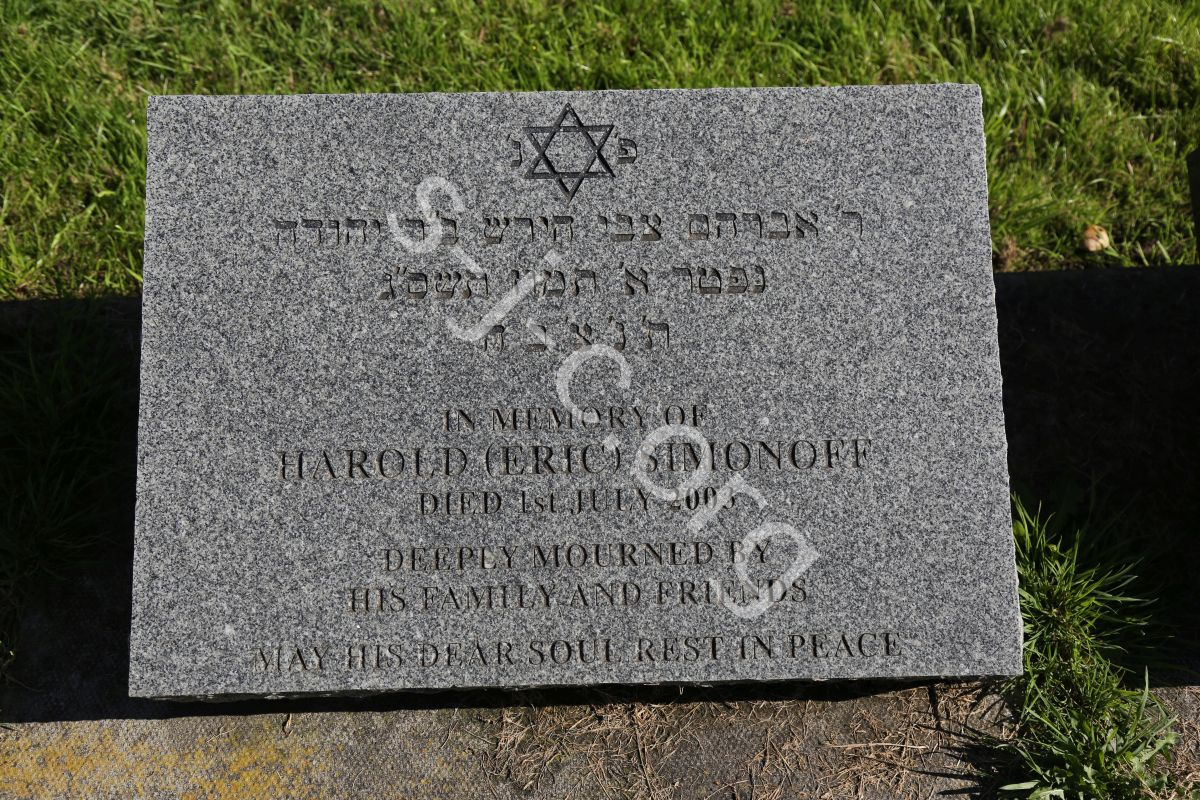 פ' נ'
ר' אברהם צבי הירש ב'ר יהודה
נפטר א' תמוז תשס"ג
ת' נ' צ' ב' ה'
IN MEMORY OF
HAROLD (ERIC) SIMONOFF
DIED 1st JULY 2003
DEEPLY MOURNED BY
HIS FAMILY AND FRIENDS
MAY HIS DEAR SOUL REST IN PEACE